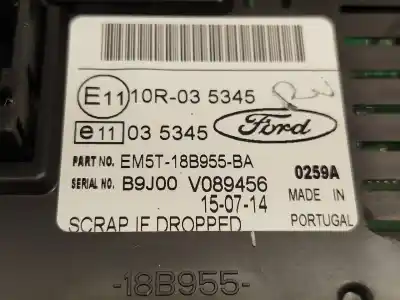 E11 10R-03 5345
e11 03 5345 Ford
PART NO. EM5T-18B955-BA
SERIAL NO. B9J00 V089456 0259A
15-07-14 MADE IN
SCRAP IF DROPPED PORTUGAL
-18B955-